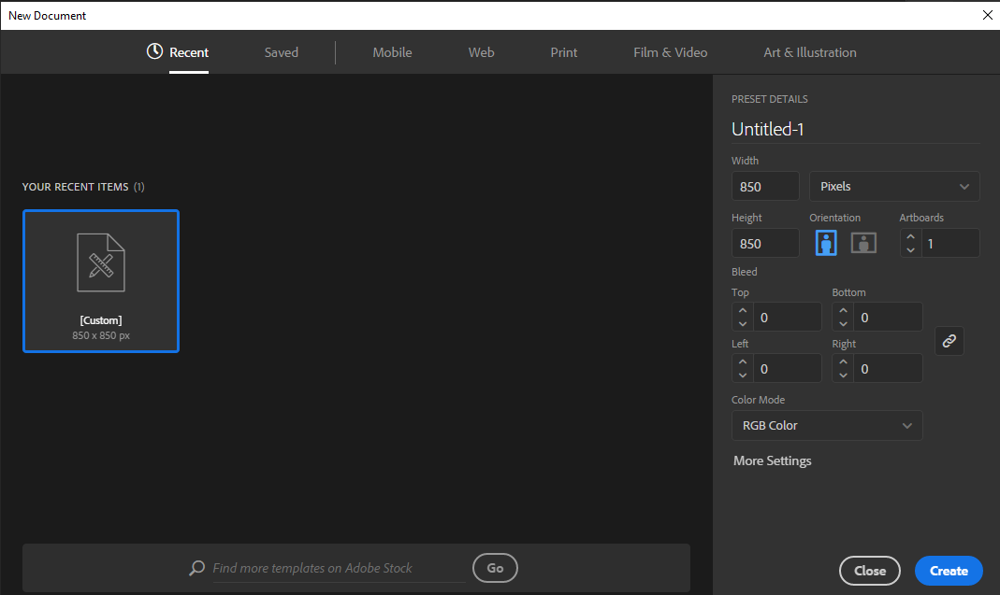 New Document
Recent Saved Mobile Web Print Film & Video Art & Illustration
YOUR RECENT ITEMS (1)
[Custom]
850 x 850 px
Find more templates on Adobe Stock Go
PRESET DETAILS
Untitled-1
Width
850 Pixels
Height Orientation Artboards
850 1
Bleed
Top Bottom
0 0
Left Right
0 0
Color Mode
RGB Color
More Settings
Close Create